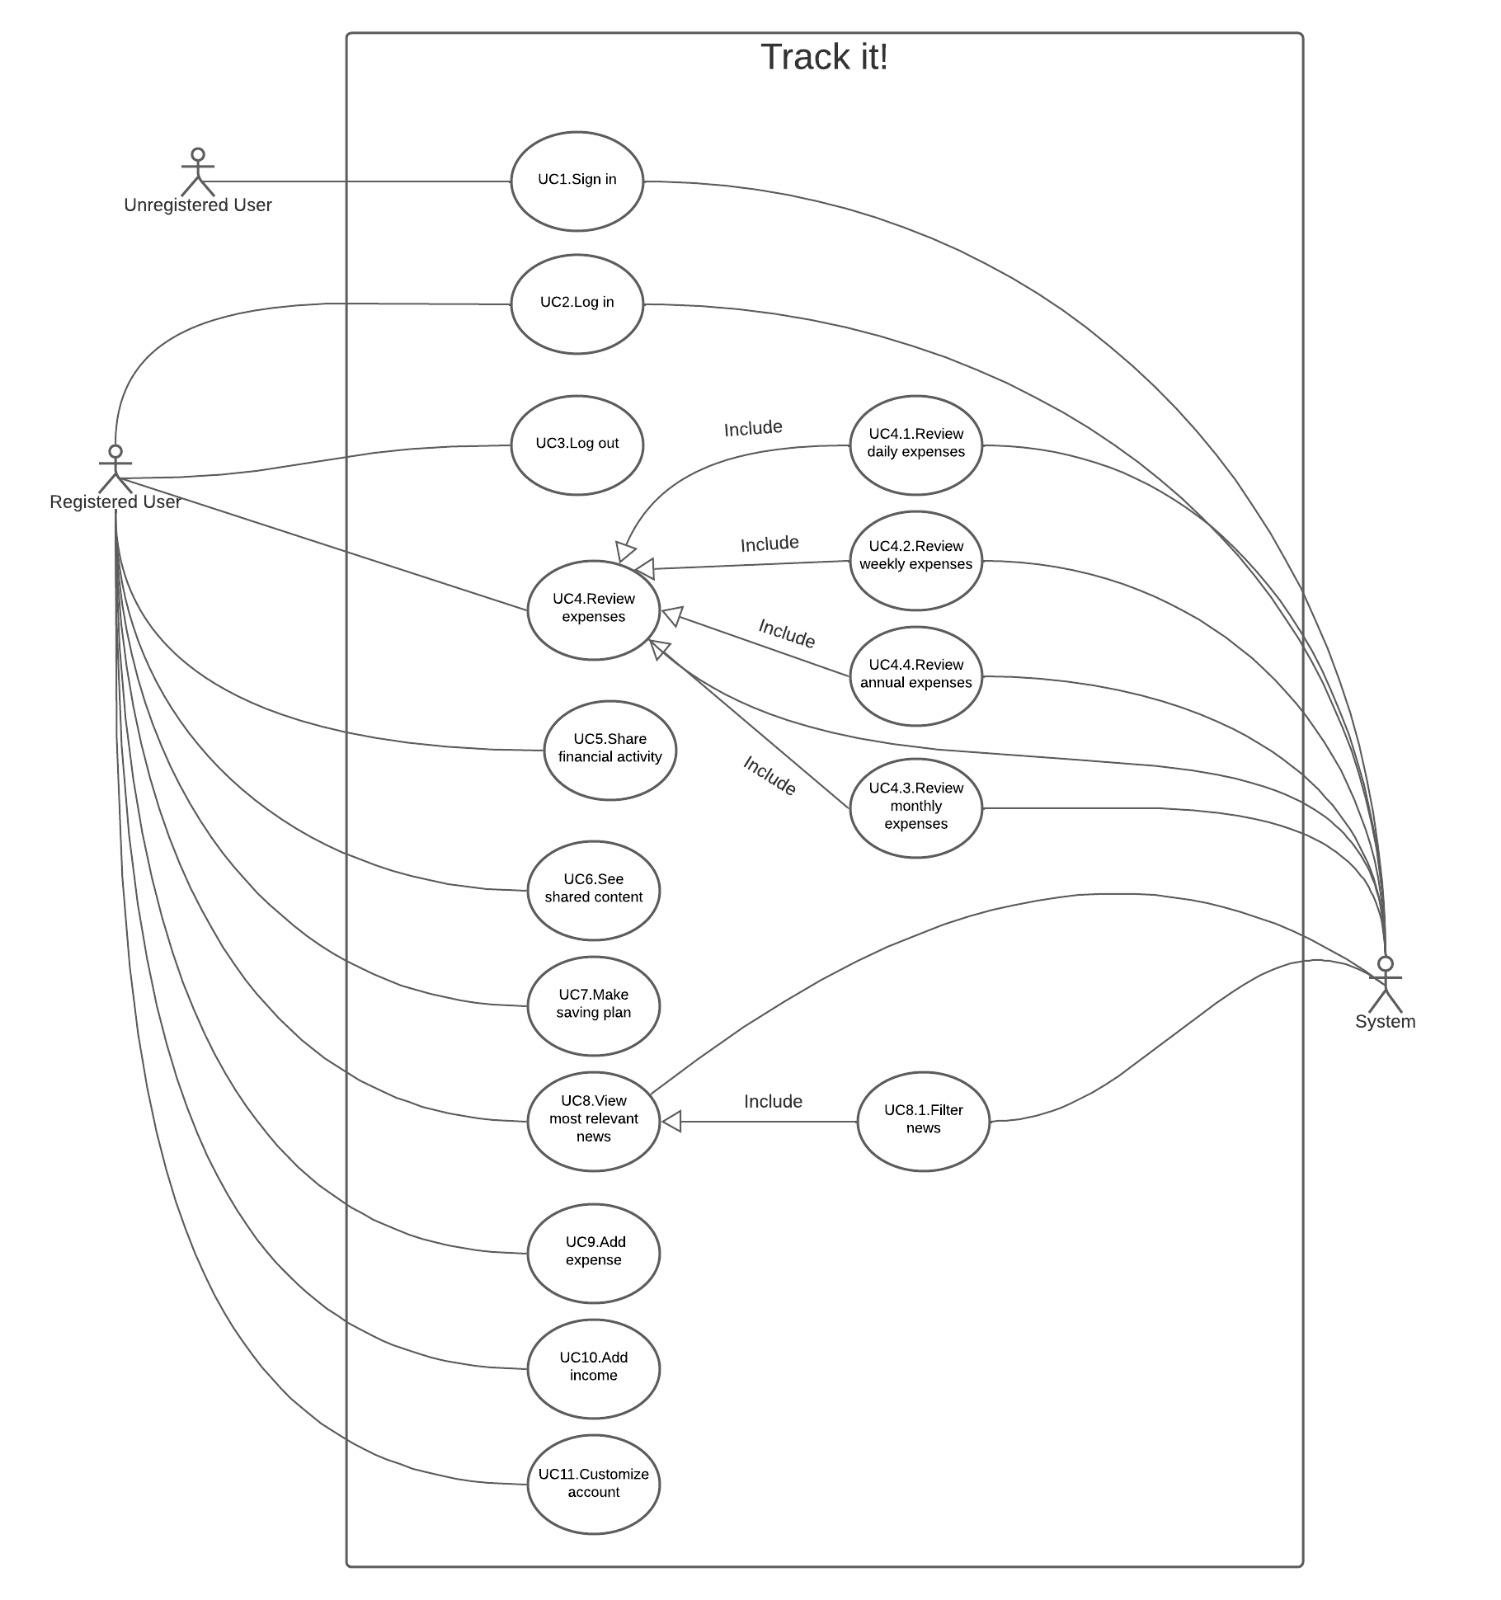 Track it!
UC1.Sign in
Unregistered User
UC2.Log in
Include
UC4.1.Review
daily expenses
UC3.Log out
Registered User
Include
UC4.2.Review
weekly expenses
UC4.Review
expenses
Include
UC4.4.Review
annual expenses
UC5.Share
financial activity
Include
UC4.3.Review
monthly
expenses
UC6.See
shared content
UC7.Make
saving plan
System
UC8.View
most relevant
news
Include
UC8.1.Filter
news
UC9.Add
expense
UC10.Add
income
UC11.Customize
account